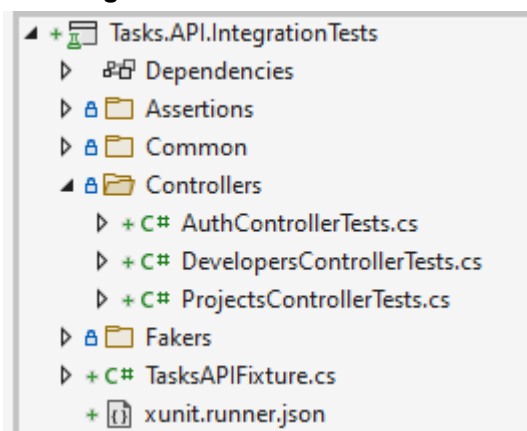 Tasks.API.IntegrationTests
Dependencies
Assertions
Common
Controllers
+ C# AuthControllerTests.cs
+ C# DevelopersControllerTests.cs
+ C# ProjectsControllerTests.cs
Fakers
+ C# TasksAPIFixture.cs
+ {} xunit.runner.json